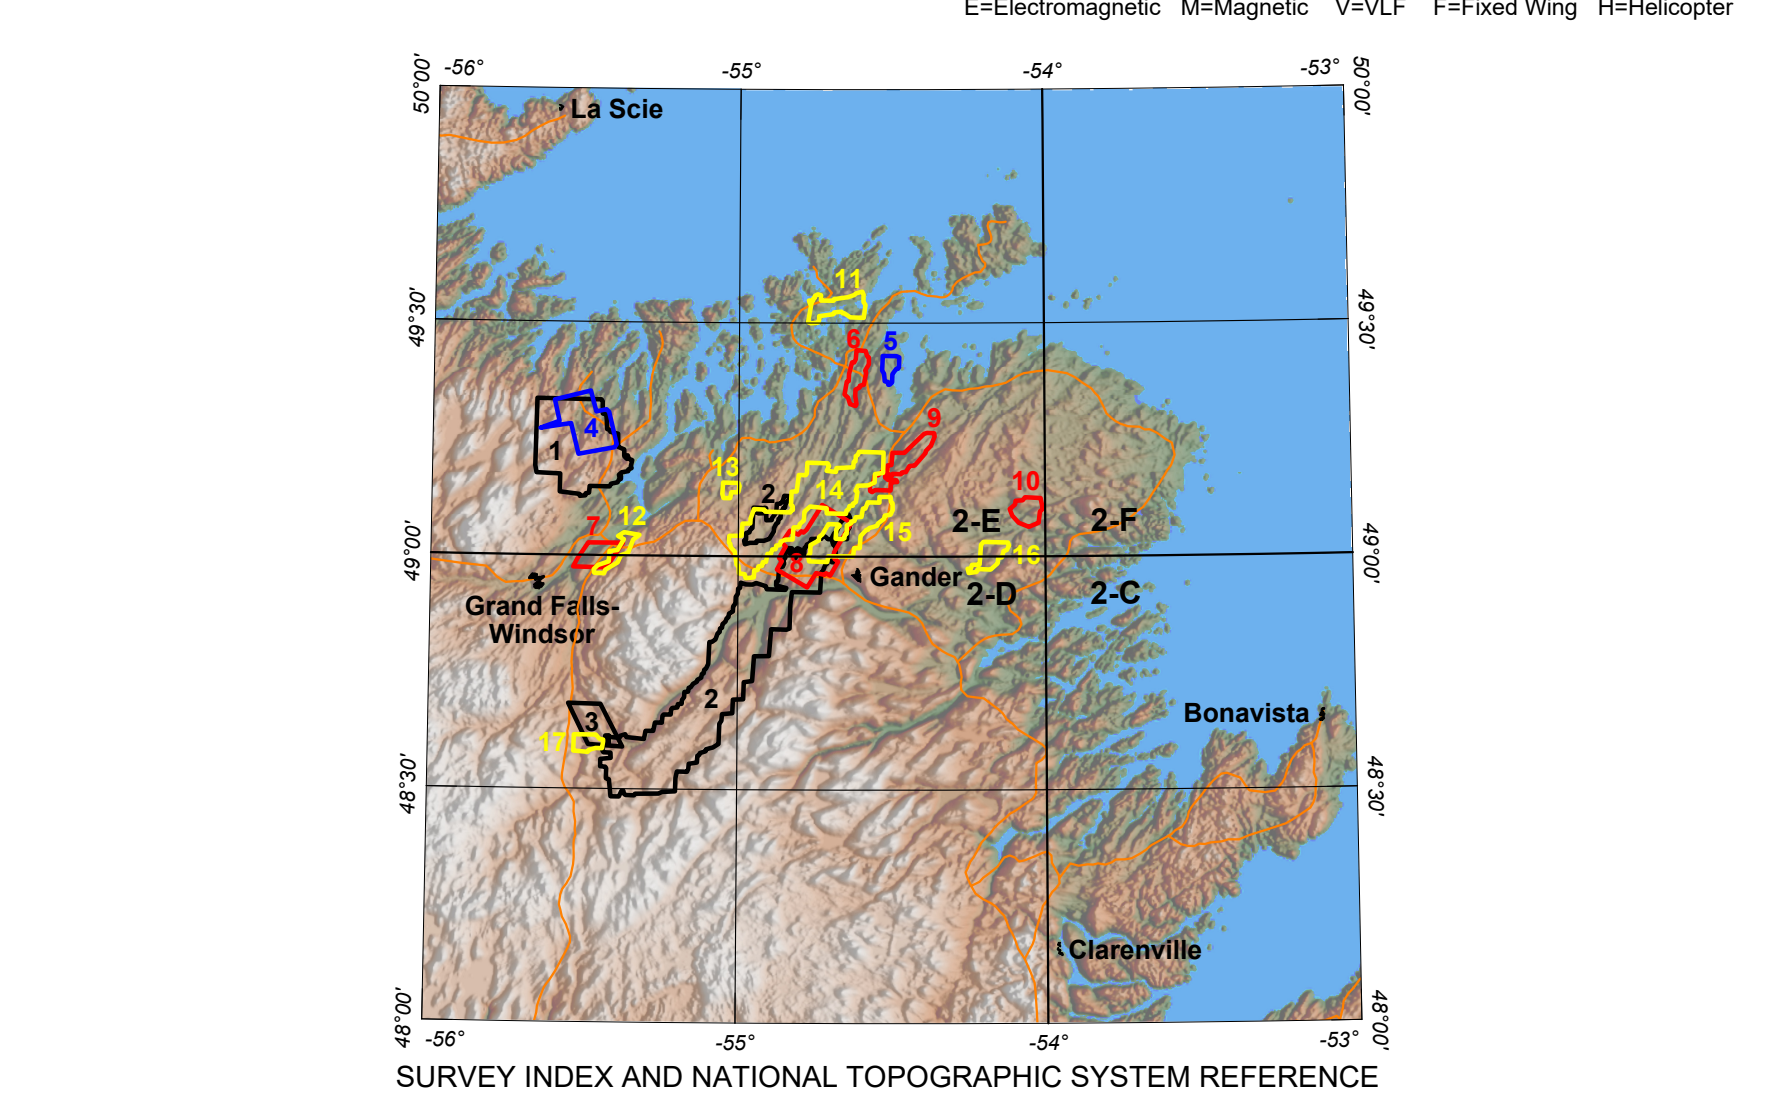 E=Electromagnetic M=Magnetic V=VLF F=Fixed Wing H=Helicopter
-56° -55° -54° -53°
50°00' 50°00'
La Scie
11
49°30' 49°30'
6 5
9
4
1
13 10
2 14
7 12 15 2-E 2-F
49°00' 16 49°00'
8 Gander
2-D 2-C
Grand Falls-
Windsor
2
3 Bonavista
17
48°30' 48°30'
Clarenville
48°00' 48°00'
-56° -55° -54° -53°
SURVEY INDEX AND NATIONAL TOPOGRAPHIC SYSTEM REFERENCE